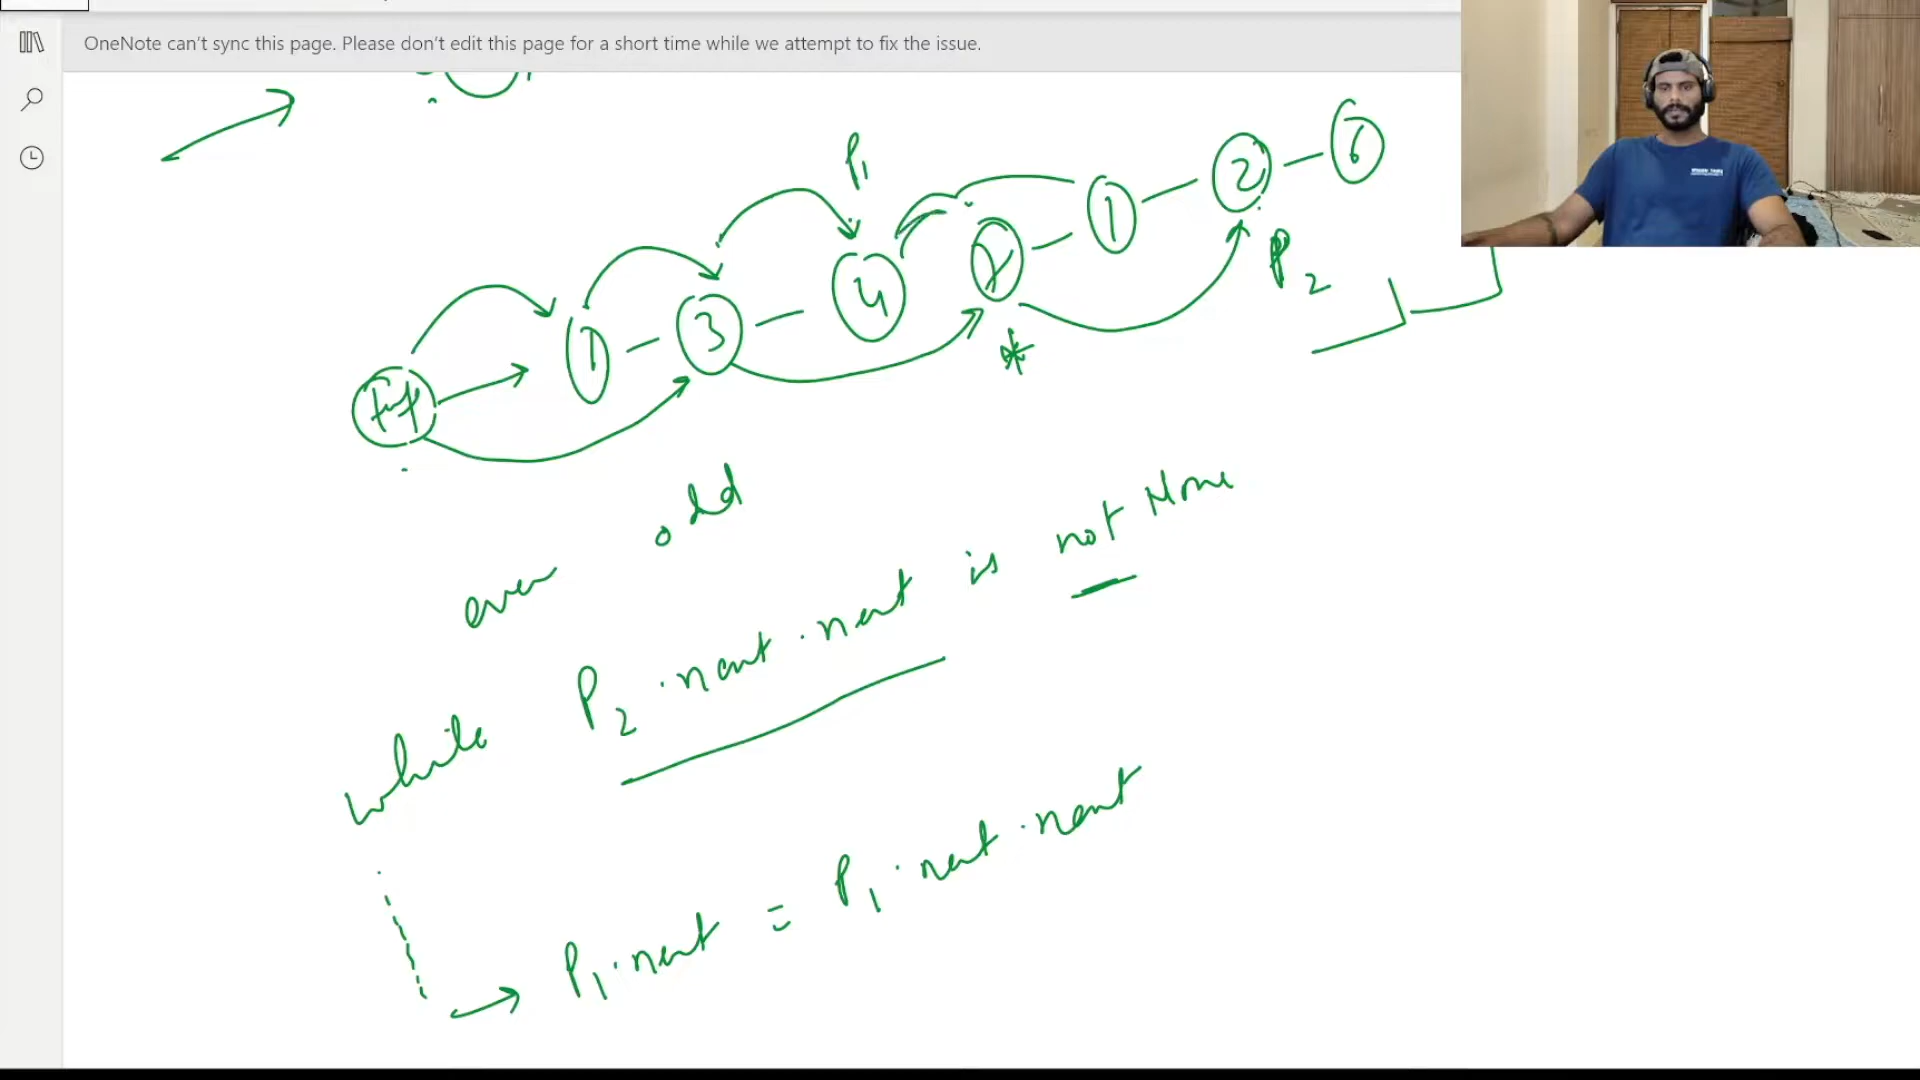 OneNote can't sync this page. Please don't edit this page for a short time while we attempt to fix the issue.
P1
6
2
1
7
4
3
1
P2
*
odd
even
while P2.next.next is not None
→ P1.next = P1.next.next